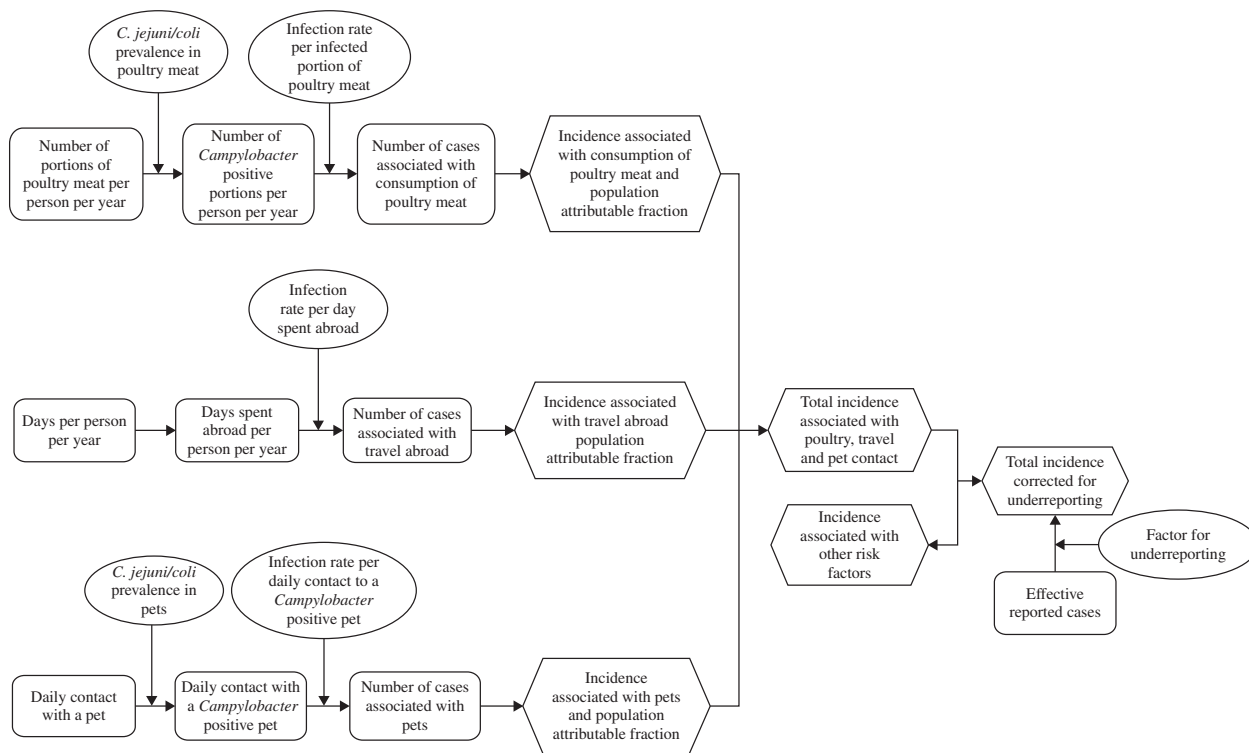 C. jejuni/coli
prevalence in
poultry meat
Infection rate
per infected
portion of
poultry meat
Number of
portions of
poultry meat per
person per year
Number of
Campylobacter
positive
portions per
person per year
Number of cases
associated with
consumption of
poultry meat
Incidence associated
with consumption of
poultry meat and
population
attributable fraction
Infection
rate per day
spent abroad
Days per person
per year
Days spent
abroad per
person per year
Number of cases
associated with
travel abroad
Incidence associated
with travel abroad
population
attributable fraction
Total incidence
associated with
poultry, travel
and pet contact
Total incidence
corrected for
underreporting
Incidence
associated with
other risk
factors
Factor for
underreporting
Effective
reported cases
C. jejuni/coli
prevalence in
pets
Infection rate per
daily contact to a
Campylobacter
positive pet
Daily contact
with a pet
Daily contact with
a Campylobacter
positive pet
Number of cases
associated with
pets
Incidence
associated with pets
and population
attributable fraction